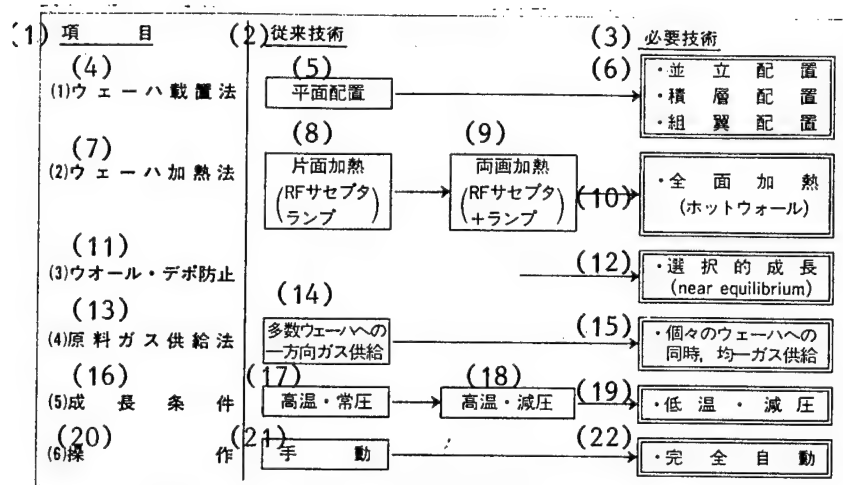 (1) 項 目 (2) 従来技術 (3) 必要技術
(4) (5) (6) ・並 立 配 置
(1)ウェーハ載置法 平面配置 ・積 層 配 置
・組 翼 配 置
(7) (8) (9)
(2)ウェーハ加熱法 片面加熱 両画加熱 ・全 面 加 熱
(RFサセプタ (RFサセプタ (10) (ホットウォール)
ランプ) +ランプ)
(11) (12) ・選 択 的 成 長
(3)ウオール・デポ防止 (near equilibrium)
(13) (14)
(4)原料ガス供給法 多数ウェーハへの (15) ・個々のウェーハへの
一方向ガス供給 同時, 均一ガス供給
(16) (17) (18) (19)
(5)成 長 条 件 高温・常圧 高温・減圧 ・低 温 ・ 減 圧
(20) (21) (22)
(6)操 作 手 動 ・完 全 自 動